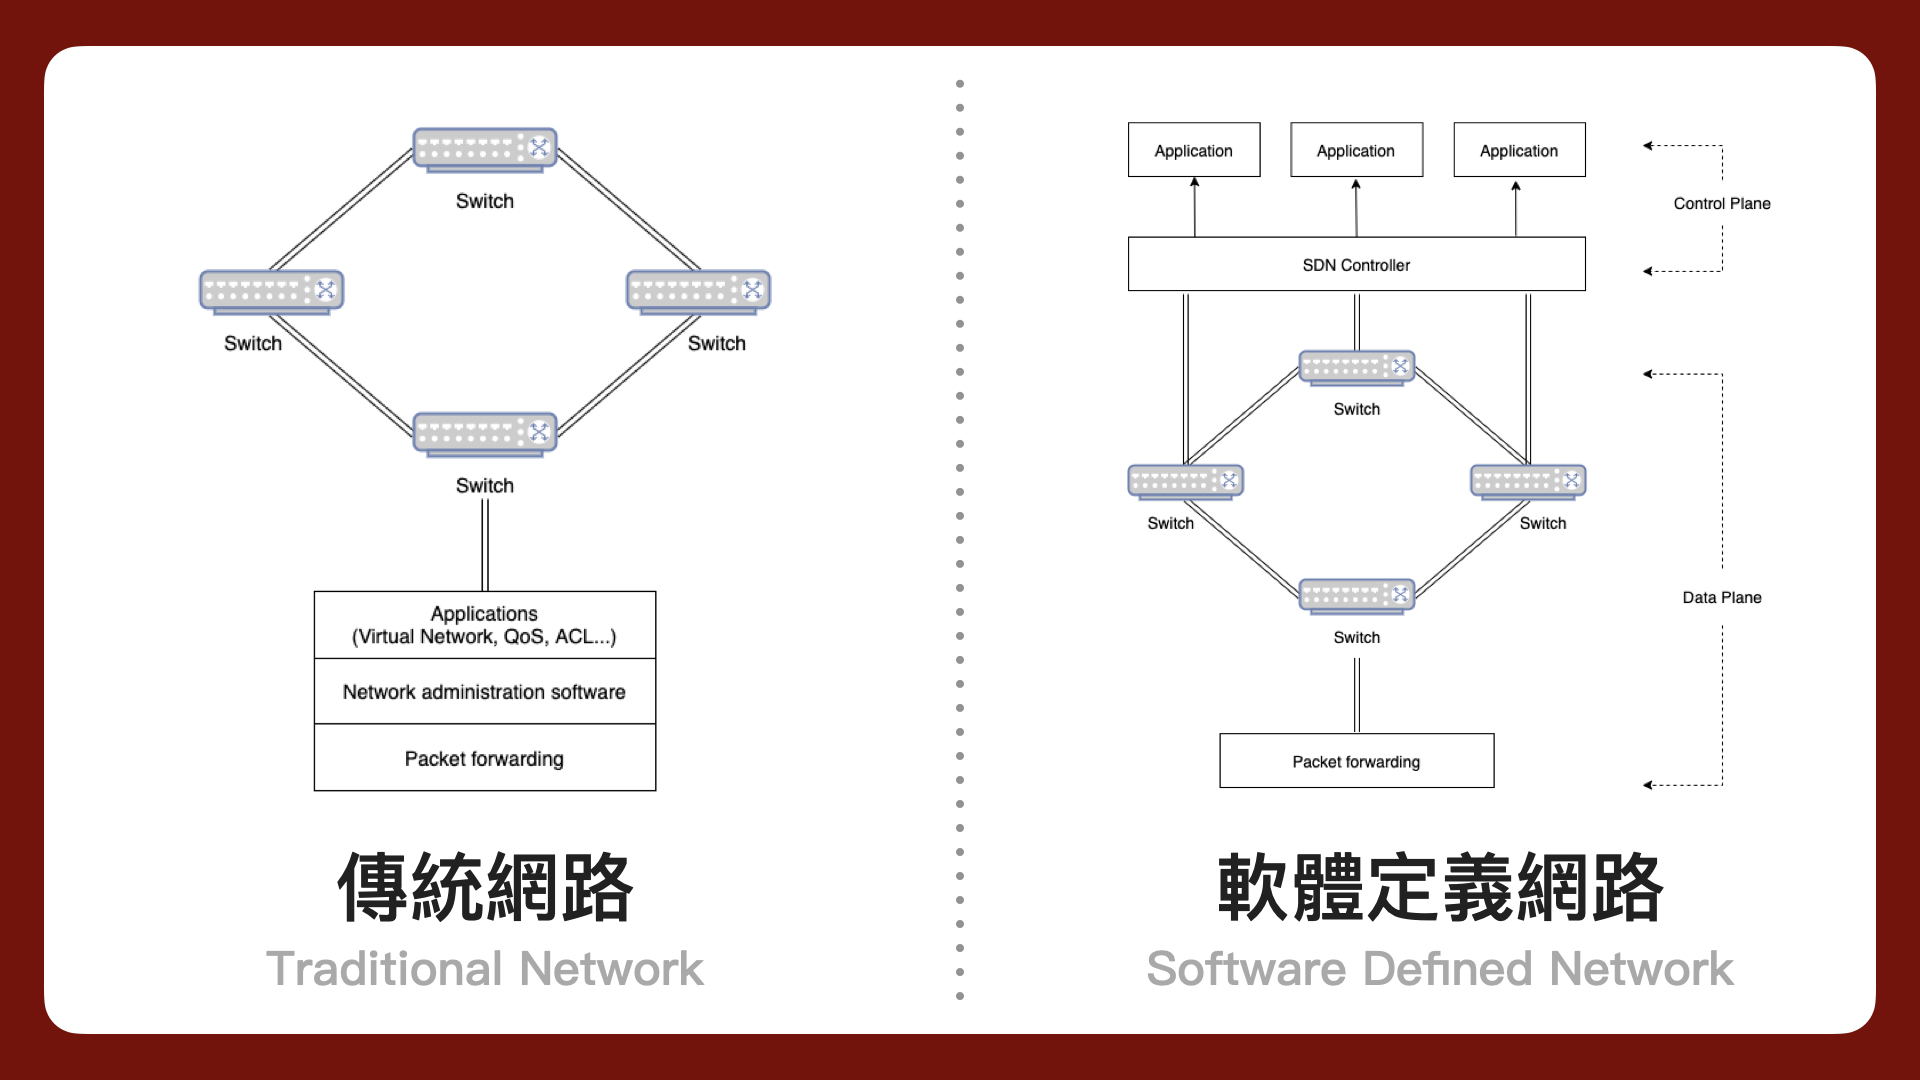 Switch
Switch
Switch
Switch
Applications
(Virtual Network, QoS, ACL...)
Network administration software
Packet forwarding
傳統網路
Traditional Network
Application
Application
Application
Control Plane
SDN Controller
Switch
Switch
Switch
Data Plane
Switch
Packet forwarding
軟體定義網路
Software Defined Network